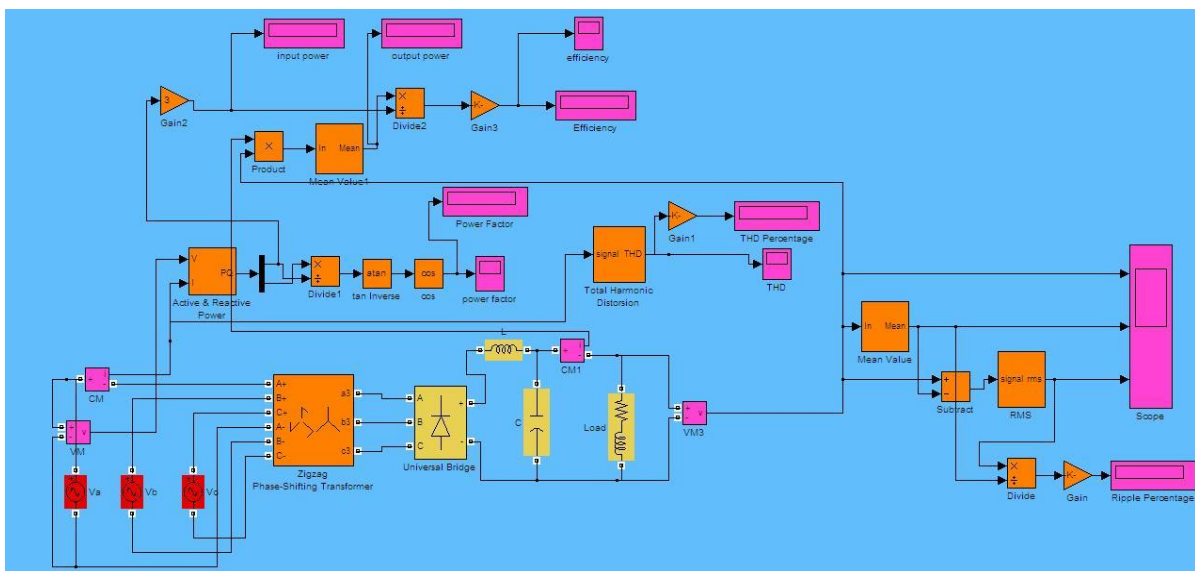 input power
output power
efficiency
3
Gain2
×
÷
Divide2
K-
Gain3
Efficiency
×
Product
In Mean
Mean Value1
Power Factor
K-
Gain1
THD Percentage
V
I
PQ
Active & Reactive
Power
×
÷
Divide1
atan
tan Inverse
cos
cos
power factor
signal THD
Total Harmonic
Distorsion
THD
In Mean
Mean Value
Scope
L
+ i
-
CM1
+ i
-
CM
A+
B+
C+
A-
B-
C-
a3
b3
c3
Zigzag
Phase-Shifting Transformer
A
B
C
+
-
Universal Bridge
C
Load
+ v
-
VM3
+
−
Subtract
signal rms
RMS
+ v
-
VM
Va
Vb
Vc
×
÷
Divide
K-
Gain
Ripple Percentage